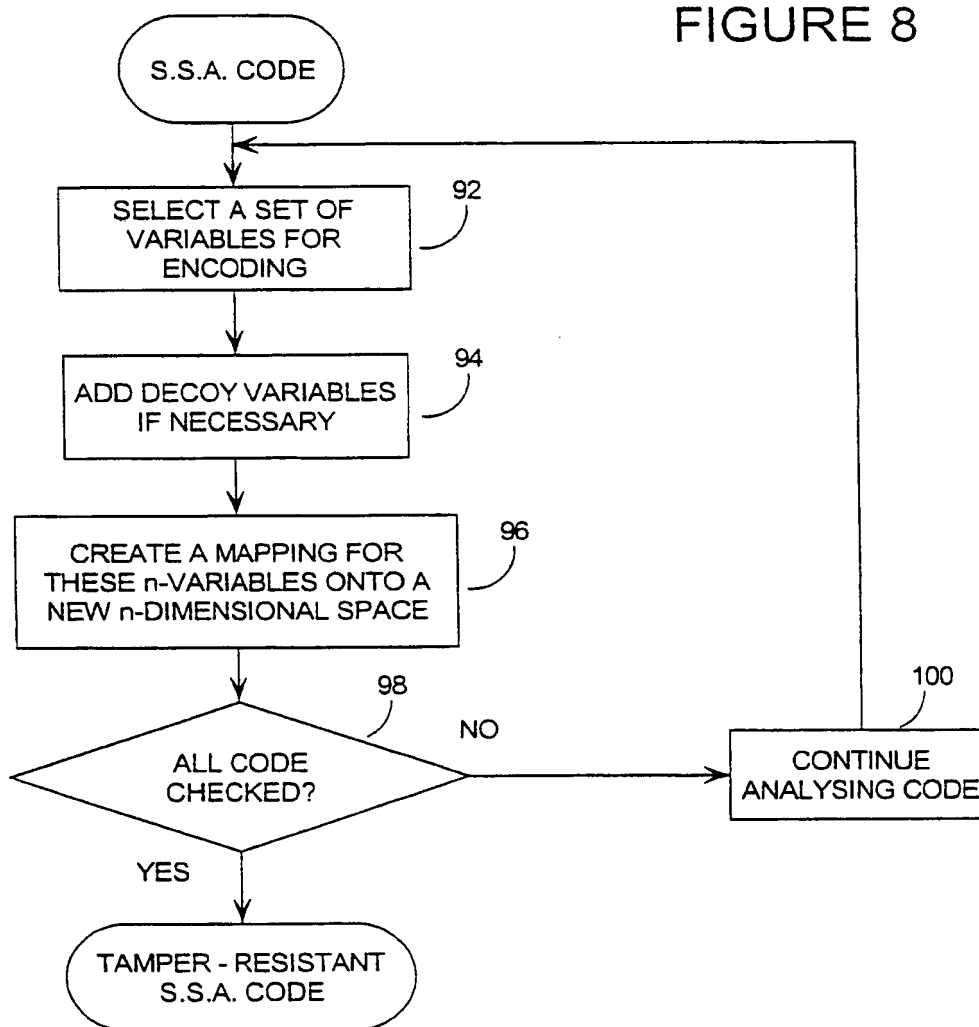 FIGURE 8
S.S.A. CODE
92
SELECT A SET OF
VARIABLES FOR
ENCODING
94
ADD DECOY VARIABLES
IF NECESSARY
96
CREATE A MAPPING FOR
THESE n-VARIABLES ONTO A
NEW n-DIMENSIONAL SPACE
98
ALL CODE
CHECKED?
NO
100
CONTINUE
ANALYSING CODE
YES
TAMPER - RESISTANT
S.S.A. CODE